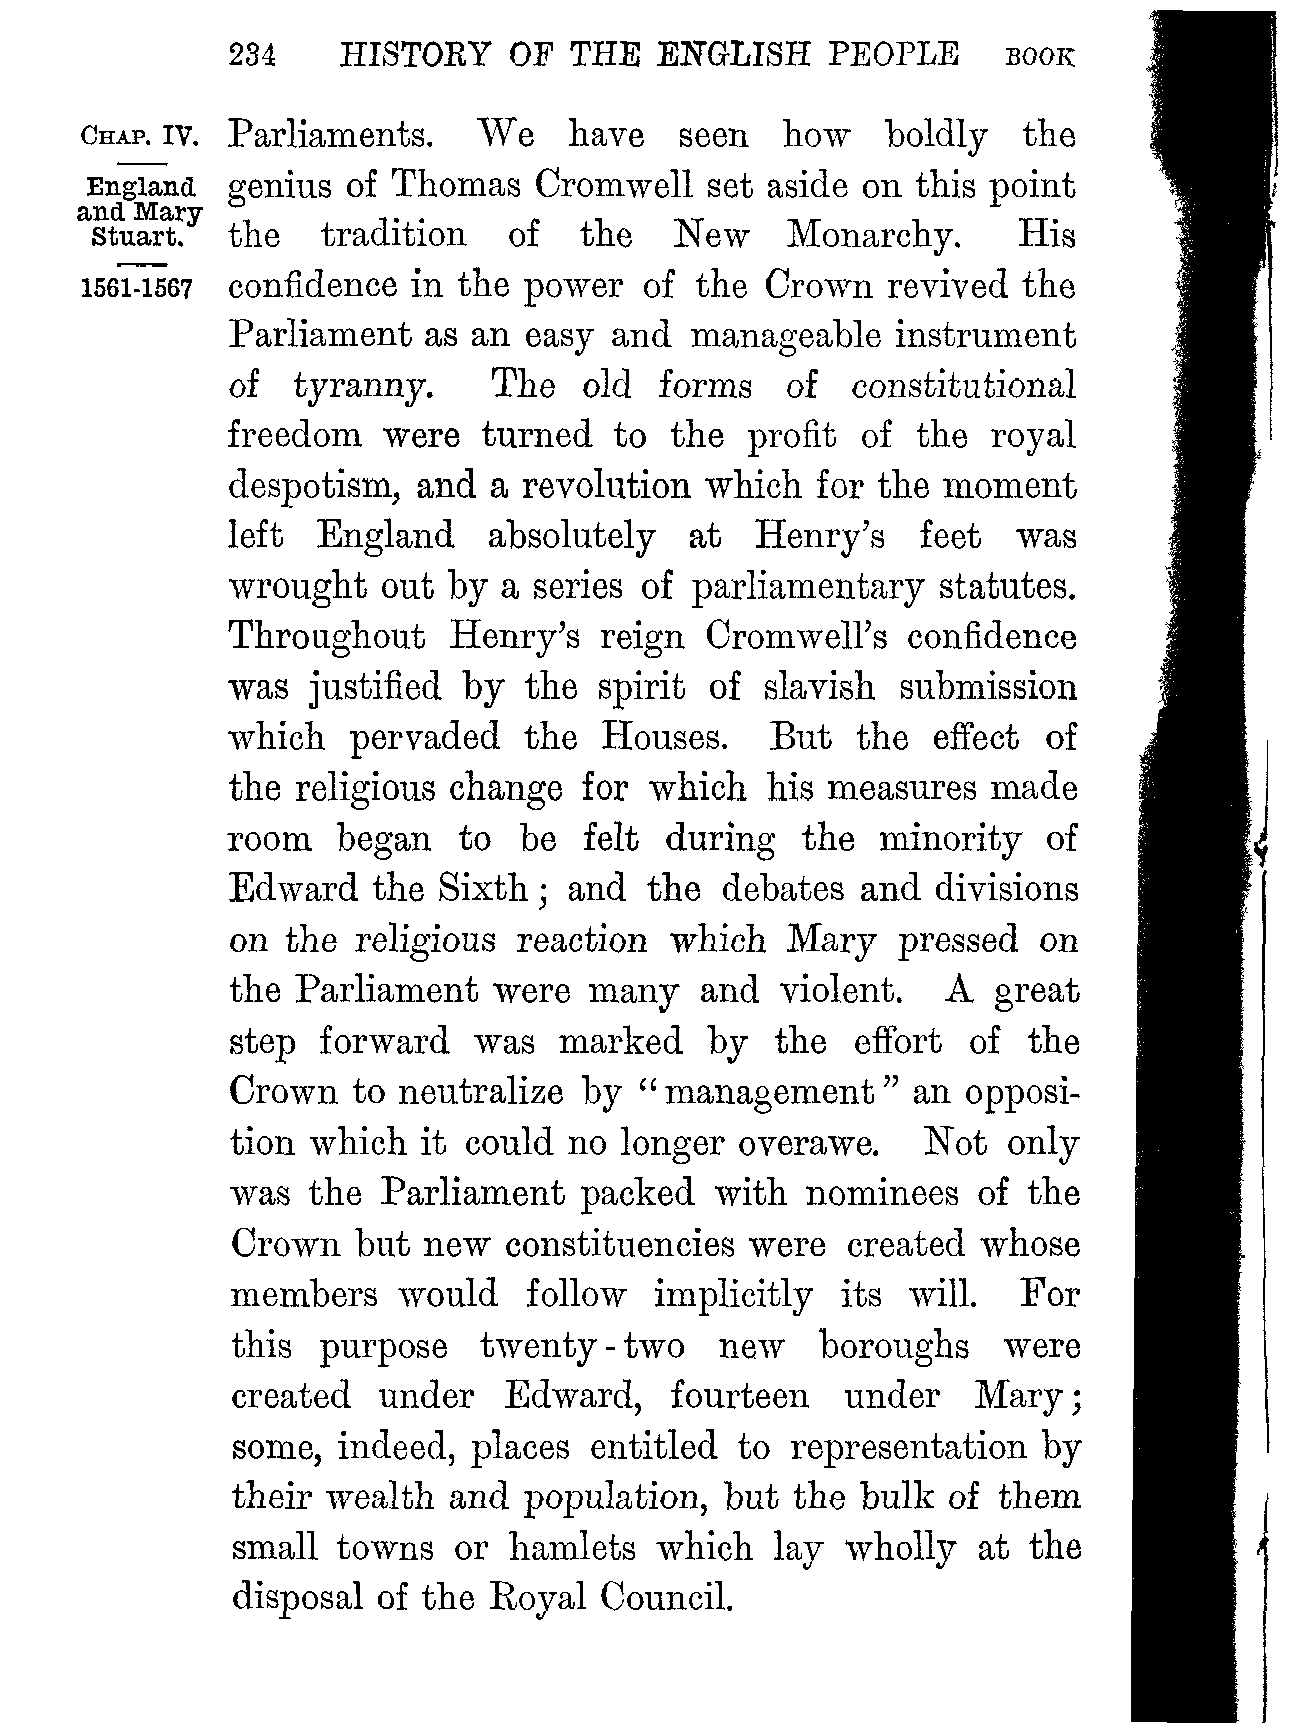 234 HISTORY OF THE ENGLISH PEOPLE BOOK
CHAP. IV.
England
and Mary
Stuart.
1561-1567
Parliaments. We have seen how boldly the
genius of Thomas Cromwell set aside on this point
the tradition of the New Monarchy. His
confidence in the power of the Crown revived the
Parliament as an easy and manageable instrument
of tyranny. The old forms of constitutional
freedom were turned to the profit of the royal
despotism, and a revolution which for the moment
left England absolutely at Henry's feet was
wrought out by a series of parliamentary statutes.
Throughout Henry's reign Cromwell's confidence
was justified by the spirit of slavish submission
which pervaded the Houses. But the effect of
the religious change for which his measures made
room began to be felt during the minority of
Edward the Sixth; and the debates and divisions
on the religious reaction which Mary pressed on
the Parliament were many and violent. A great
step forward was marked by the effort of the
Crown to neutralize by "management" an opposi-
tion which it could no longer overawe. Not only
was the Parliament packed with nominees of the
Crown but new constituencies were created whose
members would follow implicitly its will. For
this purpose twenty-two new boroughs were
created under Edward, fourteen under Mary;
some, indeed, places entitled to representation by
their wealth and population, but the bulk of them
small towns or hamlets which lay wholly at the
disposal of the Royal Council.